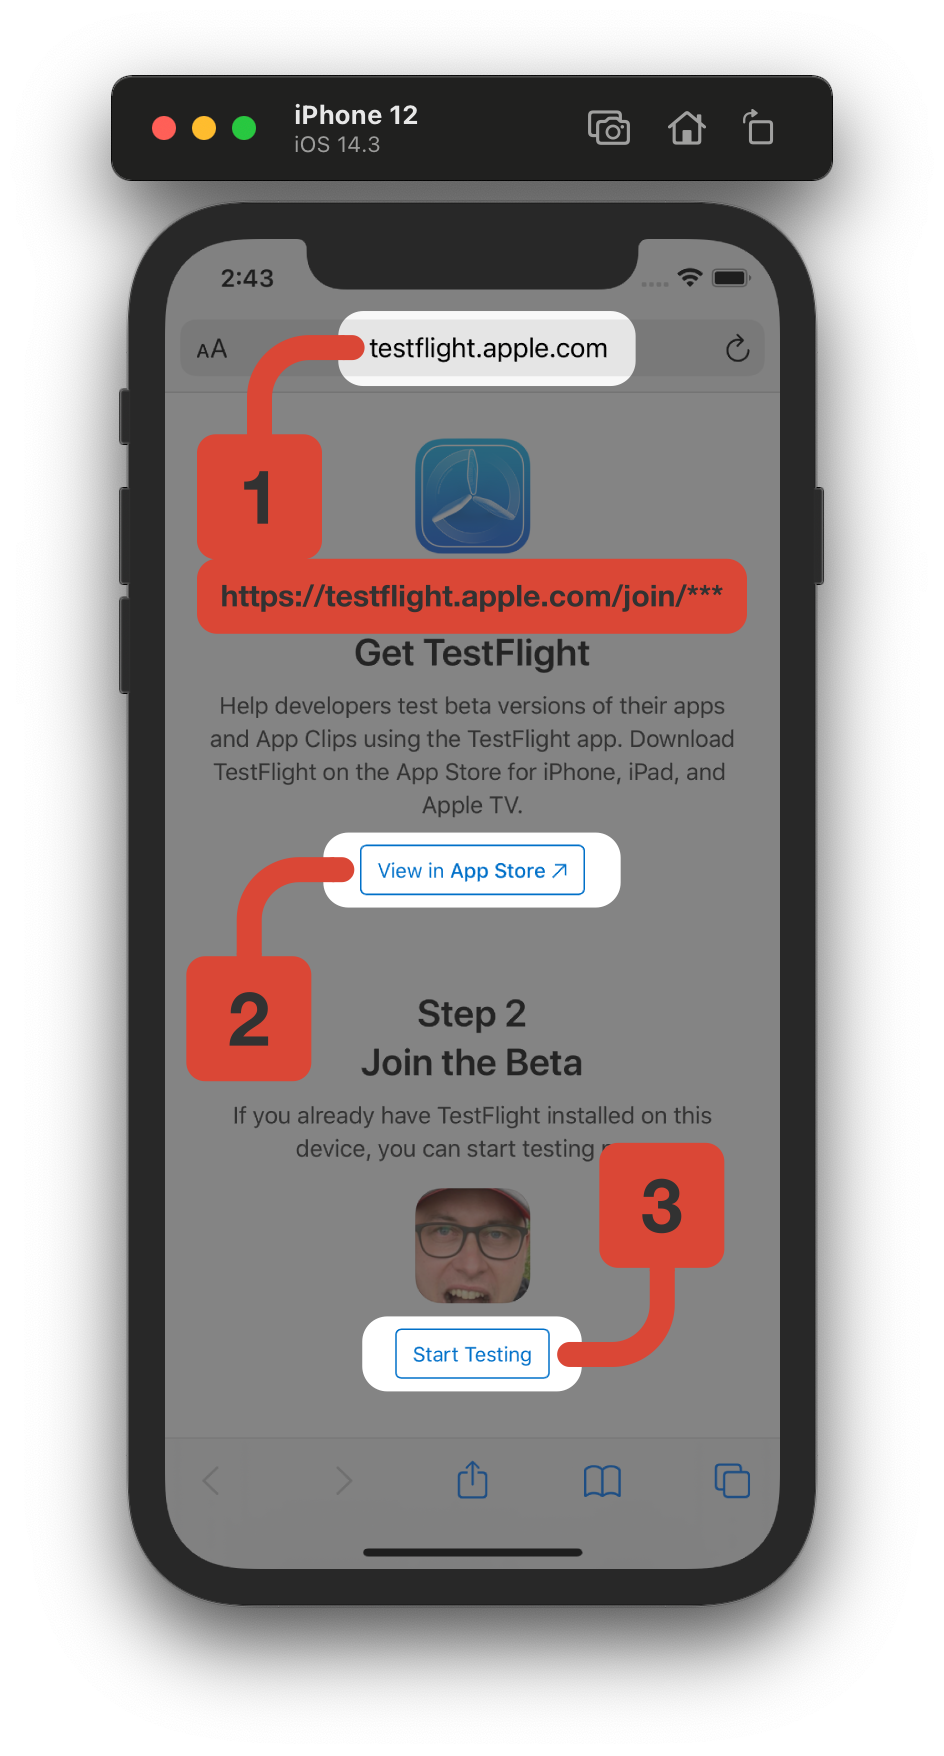 iPhone 12
iOS 14.3
2:43
AA
testflight.apple.com
1
https://testflight.apple.com/join/***
Get TestFlight
Help developers test beta versions of their apps
and App Clips using the TestFlight app. Download
TestFlight on the App Store for iPhone, iPad, and
Apple TV.
View in App Store ↗
2
Step 2
Join the Beta
If you already have TestFlight installed on this
device, you can start testing
3
Start Testing